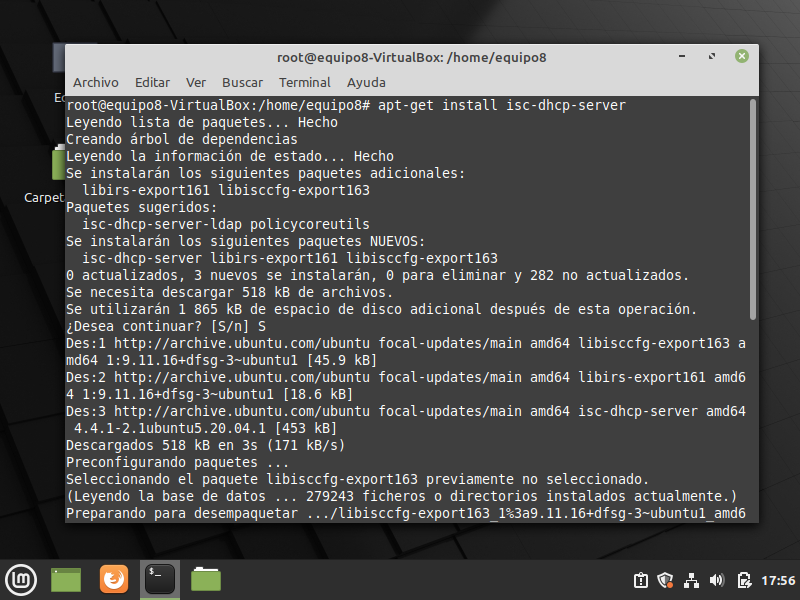 root@equipo8-VirtualBox: /home/equipo8
Archivo Editar Ver Buscar Terminal Ayuda
root@equipo8-VirtualBox:/home/equipo8# apt-get install isc-dhcp-server
Leyendo lista de paquetes... Hecho
Creando árbol de dependencias
Leyendo la información de estado... Hecho
Se instalarán los siguientes paquetes adicionales:
libirs-export161 libisccfg-export163
Paquetes sugeridos:
isc-dhcp-server-ldap policycoreutils
Se instalarán los siguientes paquetes NUEVOS:
isc-dhcp-server libirs-export161 libisccfg-export163
0 actualizados, 3 nuevos se instalarán, 0 para eliminar y 282 no actualizados.
Se necesita descargar 518 kB de archivos.
Se utilizarán 1 865 kB de espacio de disco adicional después de esta operación.
¿Desea continuar? [S/n] S
Des:1 http://archive.ubuntu.com/ubuntu focal-updates/main amd64 libisccfg-export163 a
md64 1:9.11.16+dfsg-3~ubuntu1 [45.9 kB]
Des:2 http://archive.ubuntu.com/ubuntu focal-updates/main amd64 libirs-export161 amd6
4 1:9.11.16+dfsg-3~ubuntu1 [18.6 kB]
Des:3 http://archive.ubuntu.com/ubuntu focal-updates/main amd64 isc-dhcp-server amd64
4.4.1-2.1ubuntu5.20.04.1 [453 kB]
Descargados 518 kB en 3s (171 kB/s)
Preconfigurando paquetes ...
Seleccionando el paquete libisccfg-export163 previamente no seleccionado.
(Leyendo la base de datos ... 279243 ficheros o directorios instalados actualmente.)
Preparando para desempaquetar .../libisccfg-export163_1%3a9.11.16+dfsg-3~ubuntu1_amd6
Carpet
17:56